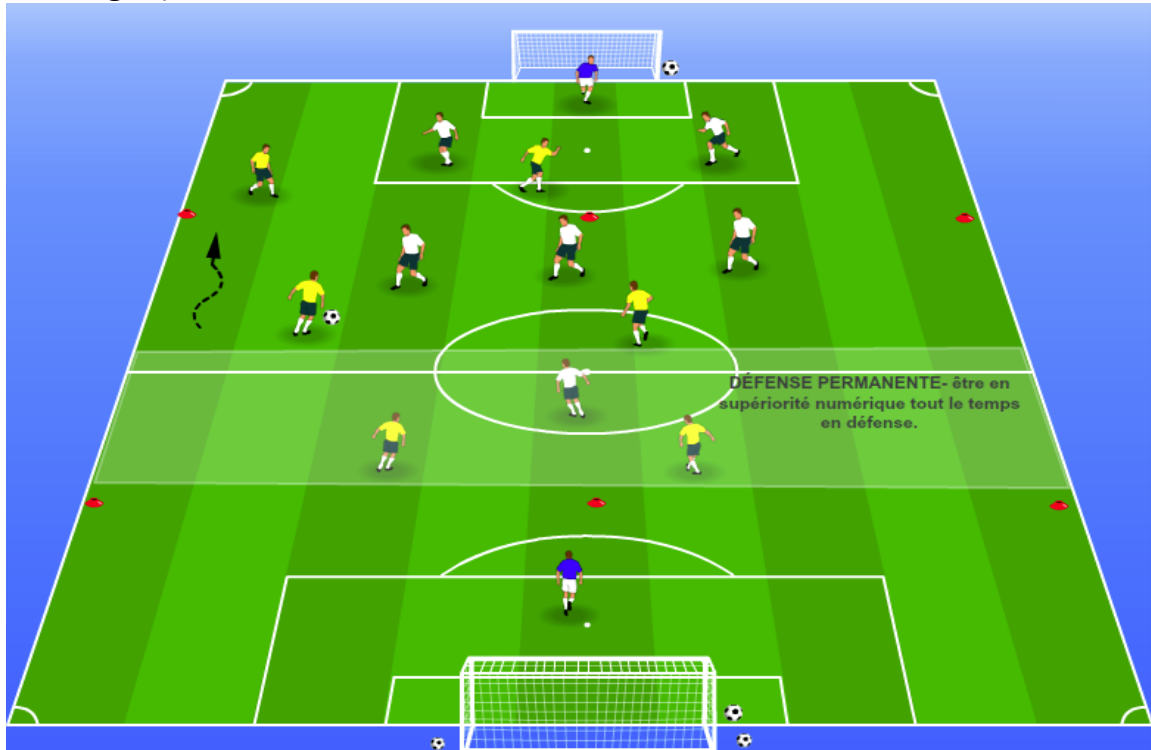 DÉFENSE PERMANENTE- être en
supériorité numérique tout le temps
en défense.